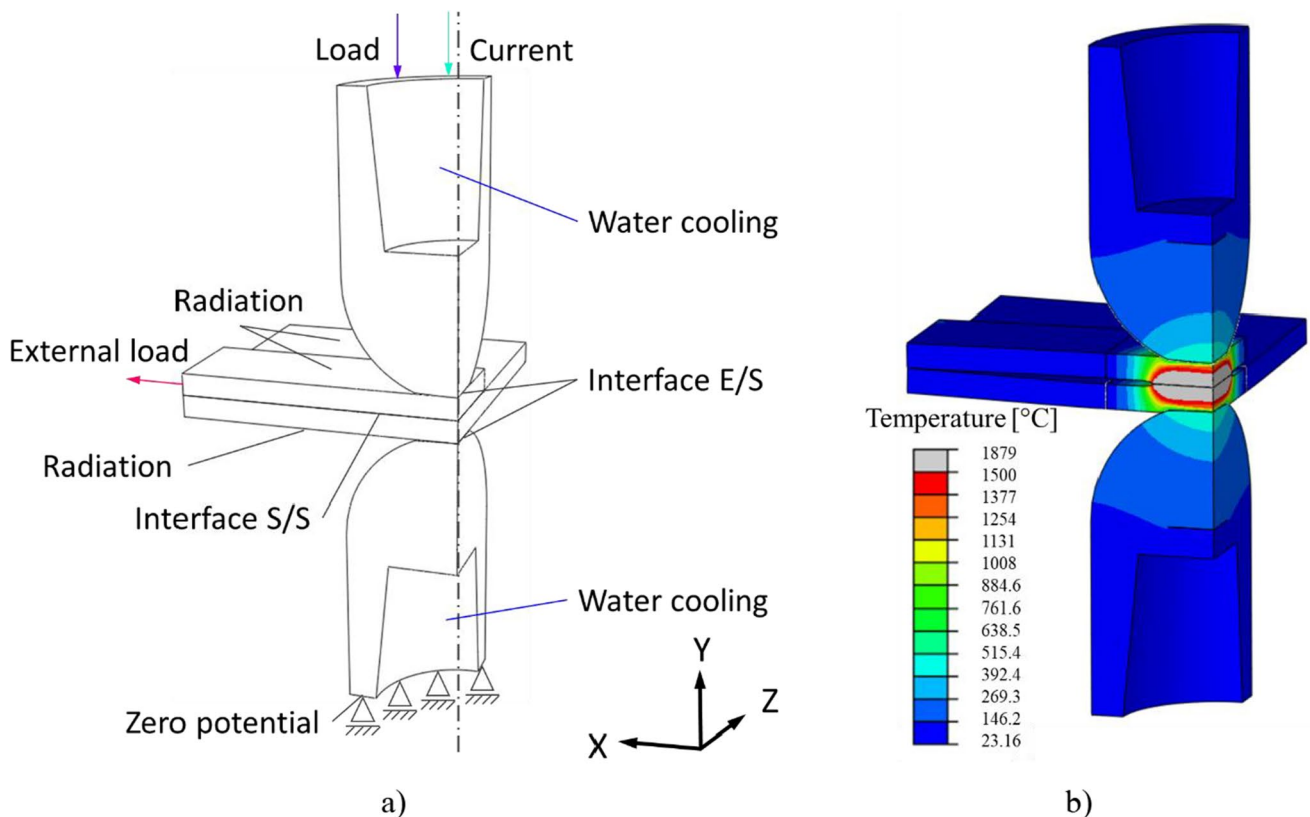 Load
Current
Water cooling
Radiation
External load
Interface E/S
Radiation
Interface S/S
Water cooling
Zero potential
Y
Z
X
a)
Temperature [°C]
1879
1500
1377
1254
1131
1008
884.6
761.6
638.5
515.4
392.4
269.3
146.2
23.16
b)